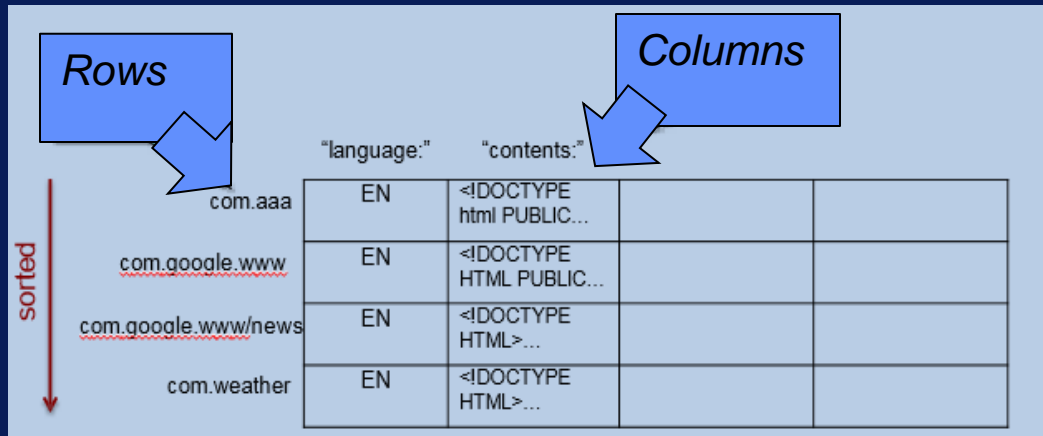 Rows
Columns
“language:” “contents:”
sorted
com.aaa EN <!DOCTYPE
html PUBLIC...
com.google.www EN <!DOCTYPE
HTML PUBLIC...
com.google.www/news EN <!DOCTYPE
HTML>...
com.weather EN <!DOCTYPE
HTML>...